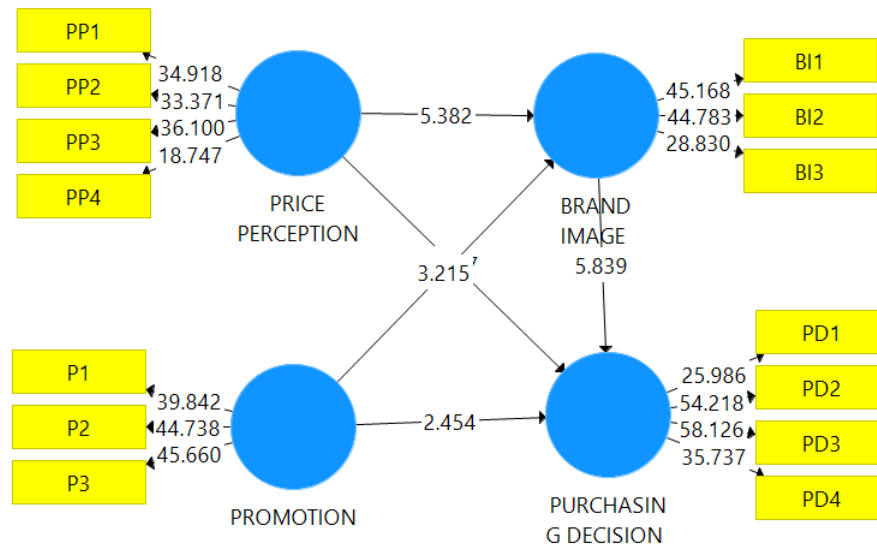 PP1
PP2
PP3
PP4
34.918
33.371
36.100
18.747
PRICE
PERCEPTION
5.382
BRAND
IMAGE
45.168
44.783
28.830
BI1
BI2
BI3
3.215
5.839
P1
P2
P3
39.842
44.738
45.660
PROMOTION
2.454
PURCHASIN
G DECISION
25.986
54.218
58.126
35.737
PD1
PD2
PD3
PD4